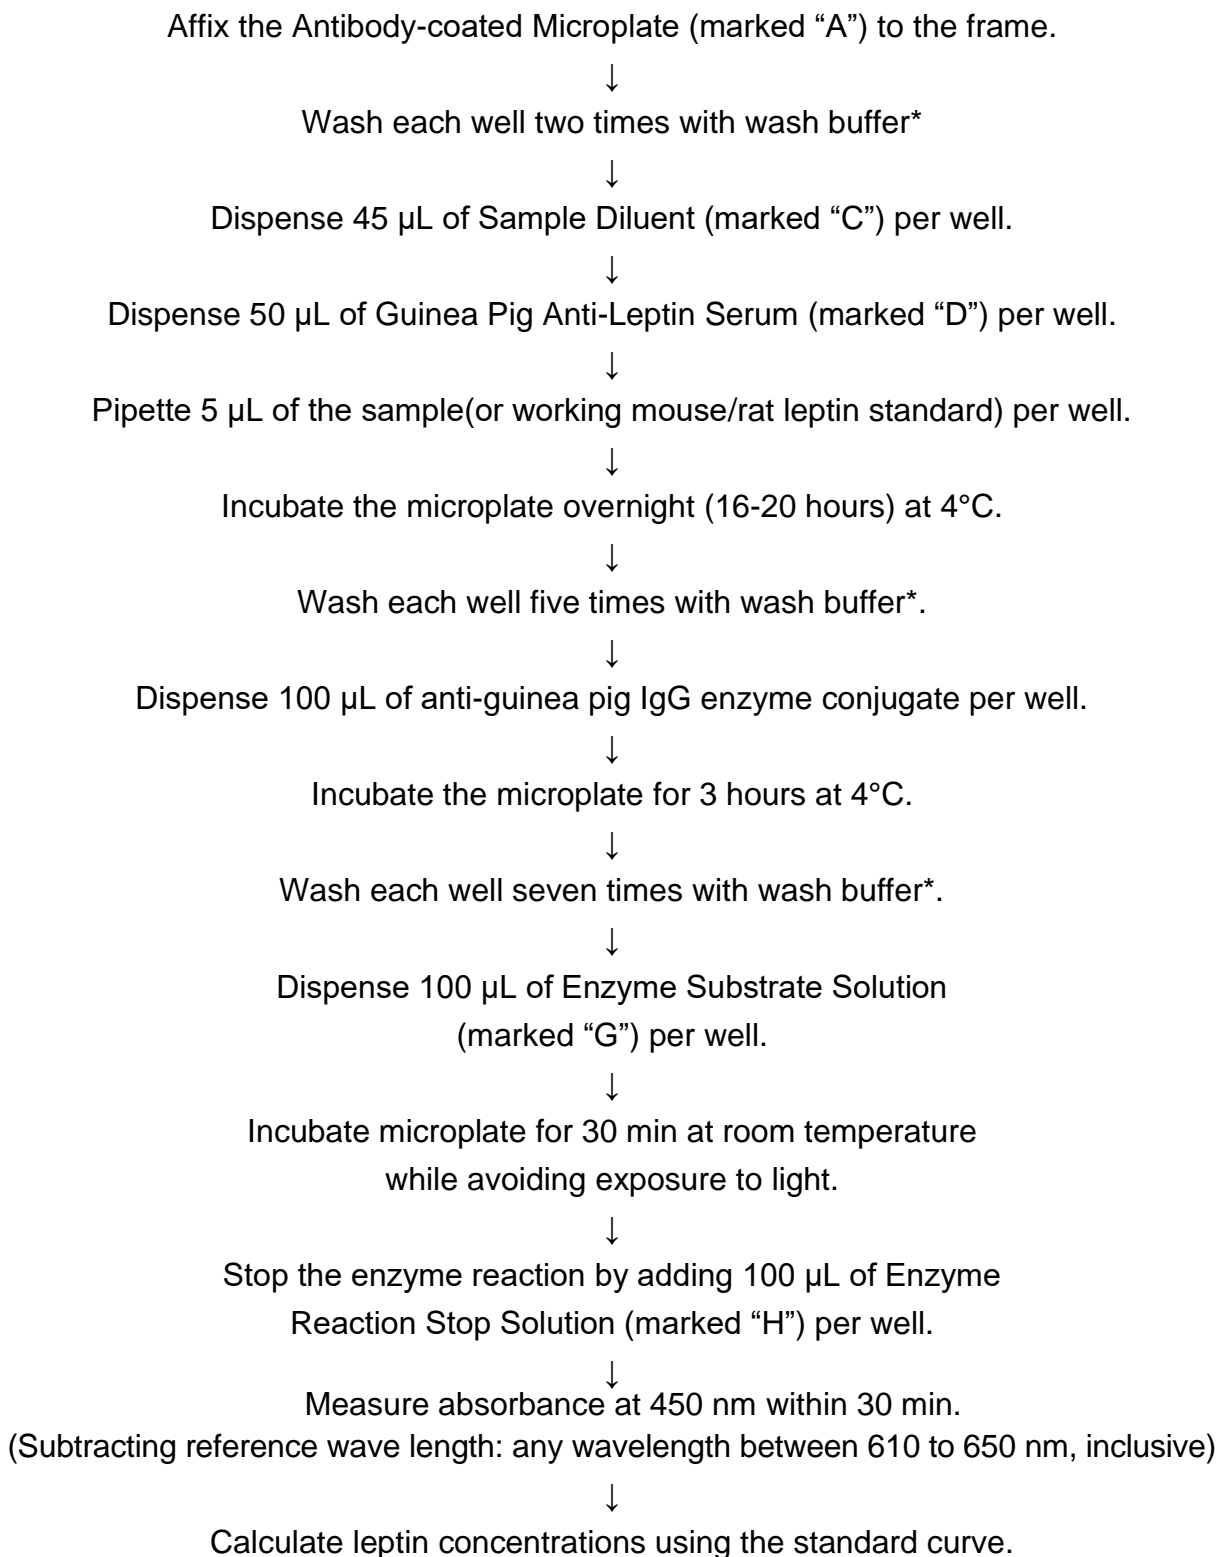 Affix the Antibody-coated Microplate (marked “A”) to the frame.
↓
Wash each well two times with wash buffer*
↓
Dispense 45 µL of Sample Diluent (marked “C”) per well.
↓
Dispense 50 µL of Guinea Pig Anti-Leptin Serum (marked “D”) per well.
↓
Pipette 5 µL of the sample(or working mouse/rat leptin standard) per well.
↓
Incubate the microplate overnight (16-20 hours) at 4°C.
↓
Wash each well five times with wash buffer*.
↓
Dispense 100 µL of anti-guinea pig IgG enzyme conjugate per well.
↓
Incubate the microplate for 3 hours at 4°C.
↓
Wash each well seven times with wash buffer*.
↓
Dispense 100 µL of Enzyme Substrate Solution
(marked “G”) per well.
↓
Incubate microplate for 30 min at room temperature
while avoiding exposure to light.
↓
Stop the enzyme reaction by adding 100 µL of Enzyme
Reaction Stop Solution (marked “H”) per well.
↓
Measure absorbance at 450 nm within 30 min.
(Subtracting reference wave length: any wavelength between 610 to 650 nm, inclusive)
↓
Calculate leptin concentrations using the standard curve.